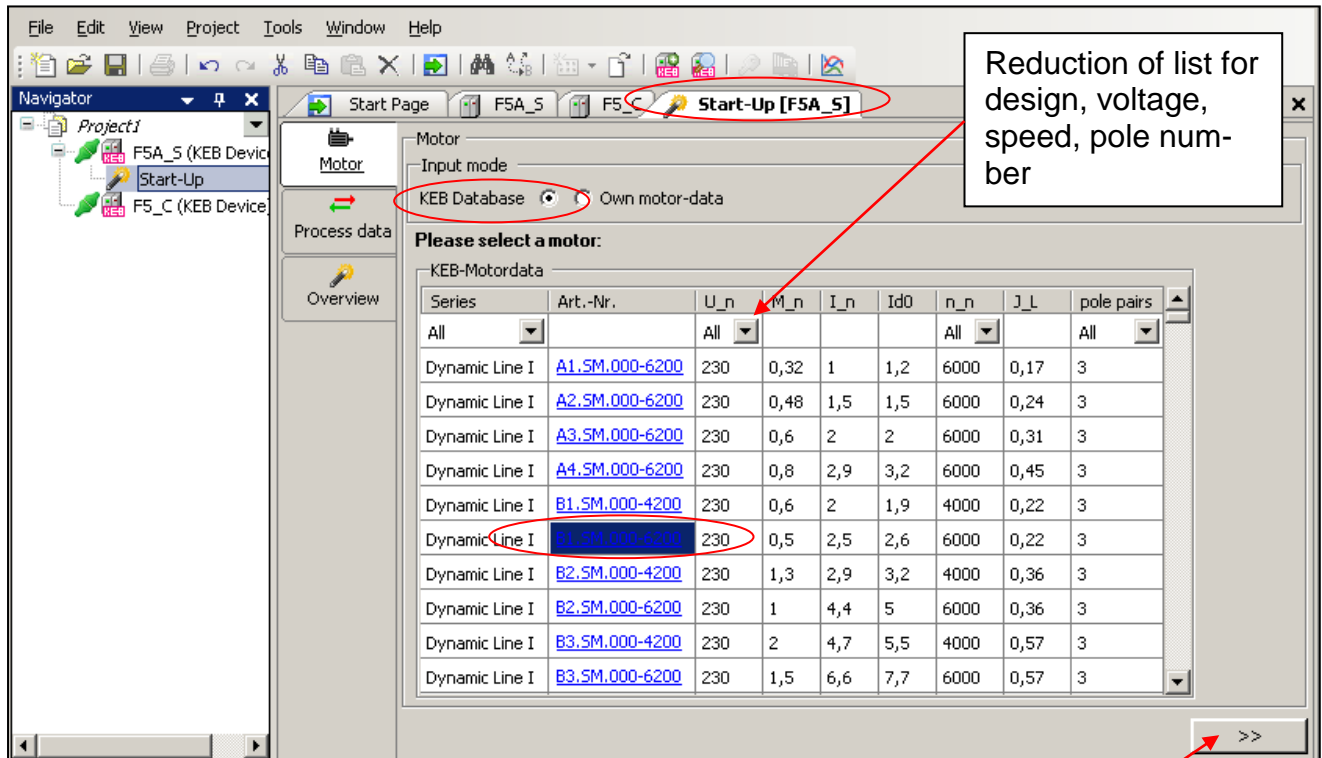 File Edit View Project Tools Window Help
Reduction of list for
design, voltage,
speed, pole num-
ber
Navigator
Project1
F5A_S (KEB Devic
Start-Up
F5_C (KEB Device
Start Page F5A_S F5_C Start-Up [F5A_S]
Motor
Process data
Overview
Motor
Input mode
KEB Database Own motor-data
Please select a motor:
KEB-Motordata
Series Art.-Nr. U_n M_n I_n Id0 n_n J_L pole pairs
All All All All
Dynamic Line I A1.SM.000-6200 230 0,32 1 1,2 6000 0,17 3
Dynamic Line I A2.SM.000-6200 230 0,48 1,5 1,5 6000 0,24 3
Dynamic Line I A3.SM.000-6200 230 0,6 2 2 6000 0,31 3
Dynamic Line I A4.SM.000-6200 230 0,8 2,9 3,2 6000 0,45 3
Dynamic Line I B1.SM.000-4200 230 0,6 2 1,9 4000 0,22 3
Dynamic Line I B1.SM.000-6200 230 0,5 2,5 2,6 6000 0,22 3
Dynamic Line I B2.SM.000-4200 230 1,3 2,9 3,2 4000 0,36 3
Dynamic Line I B2.SM.000-6200 230 1 4,4 5 6000 0,36 3
Dynamic Line I B3.SM.000-4200 230 2 4,7 5,5 4000 0,57 3
Dynamic Line I B3.SM.000-6200 230 1,5 6,6 7,7 6000 0,57 3
>>